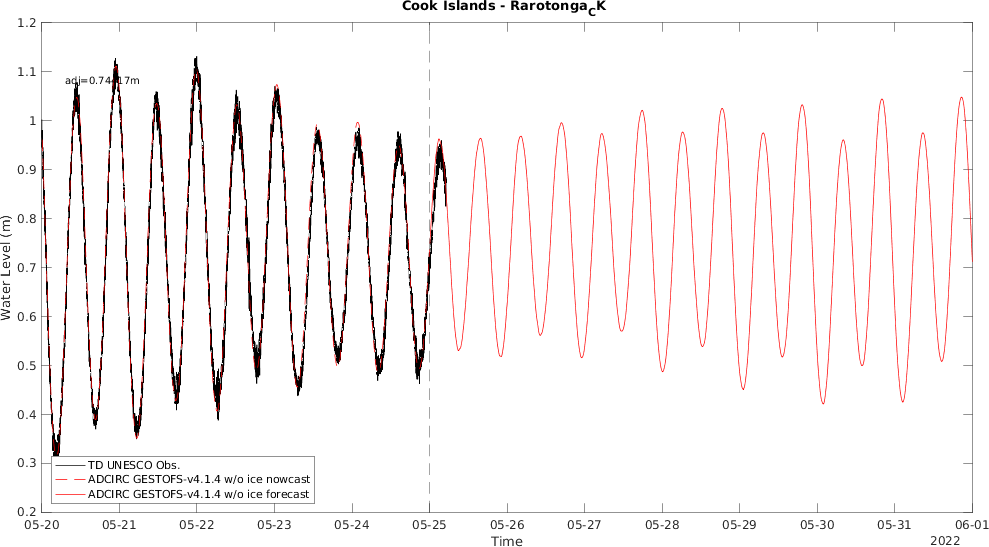 Cook Islands - RarotongaCK
1.2
1.1
1
0.9
0.8
0.7
0.6
0.5
0.4
0.3
0.2
Water Level (m)
TD UNESCO Obs.
ADCIRC GESTOFS-v4.1.4 w/o ice nowcast
ADCIRC GESTOFS-v4.1.4 w/o ice forecast
05-20 05-21 05-22 05-23 05-24 05-25 05-26 05-27 05-28 05-29 05-30 05-31 06-01
Time
2022